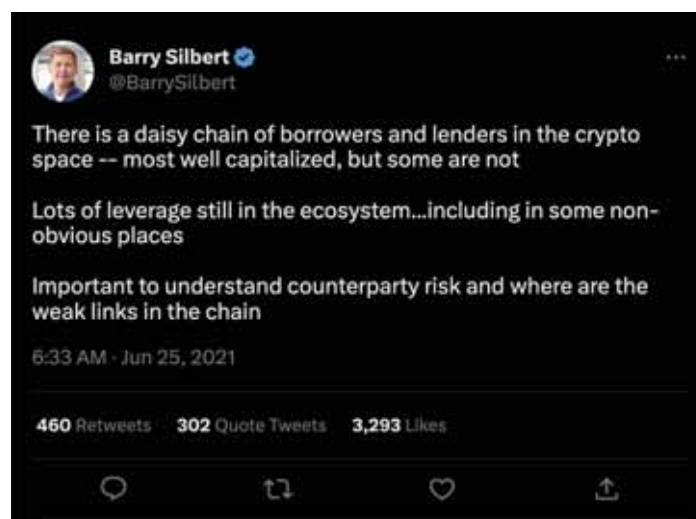 Barry Silbert
@BarrySilbert
There is a daisy chain of borrowers and lenders in the crypto
space -- most well capitalized, but some are not
Lots of leverage still in the ecosystem...including in some non-
obvious places
Important to understand counterparty risk and where are the
weak links in the chain
6:33 AM · Jun 25, 2021
460 Retweets 302 Quote Tweets 3,293 Likes